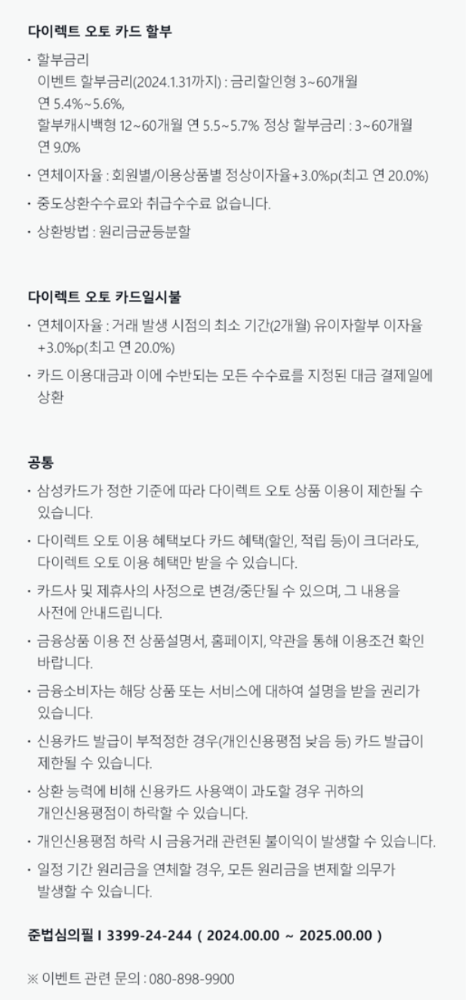 다이렉트 오토 카드 할부
· 할부금리
이벤트 할부금리(2024.1.31까지) : 금리할인형 3~60개월
연 5.4%~5.6%,
할부캐시백형 12~60개월 연 5.5~5.7% 정상 할부금리 : 3~60개월
연 9.0%
· 연체이자율 : 회원별/이용상품별 정상이자율+3.0%p(최고 연 20.0%)
· 중도상환수수료와 취급수수료 없습니다.
· 상환방법 : 원리금균등분할
다이렉트 오토 카드일시불
· 연체이자율 : 거래 발생 시점의 최소 기간(2개월) 유이자할부 이자율
+3.0%p(최고 연 20.0%)
· 카드 이용대금과 이에 수반되는 모든 수수료를 지정된 대금 결제일에
상환
공통
· 삼성카드가 정한 기준에 따라 다이렉트 오토 상품 이용이 제한될 수
있습니다.
· 다이렉트 오토 이용 혜택보다 카드 혜택(할인, 적립 등)이 크더라도,
다이렉트 오토 이용 혜택만 받을 수 있습니다.
· 카드사 및 제휴사의 사정으로 변경/중단될 수 있으며, 그 내용을
사전에 안내드립니다.
· 금융상품 이용 전 상품설명서, 홈페이지, 약관을 통해 이용조건 확인
바랍니다.
· 금융소비자는 해당 상품 또는 서비스에 대하여 설명을 받을 권리가
있습니다.
· 신용카드 발급이 부적정한 경우(개인신용평점 낮음 등) 카드 발급이
제한될 수 있습니다.
· 상환 능력에 비해 신용카드 사용액이 과도할 경우 귀하의
개인신용평점이 하락할 수 있습니다.
· 개인신용평점 하락 시 금융거래 관련된 불이익이 발생할 수 있습니다.
· 일정 기간 원리금을 연체할 경우, 모든 원리금을 변제할 의무가
발생할 수 있습니다.
준법심의필 I 3399-24-244 ( 2024.00.00 ~ 2025.00.00 )
※ 이벤트 관련 문의 : 080-898-9900